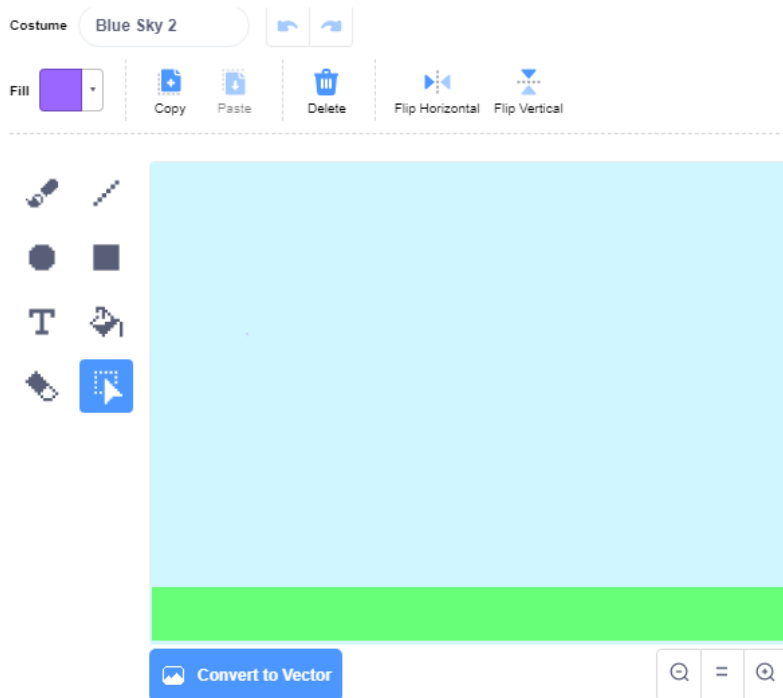 Costume
Blue Sky 2
Fill
Copy
Paste
Delete
Flip Horizontal
Flip Vertical
Convert to Vector